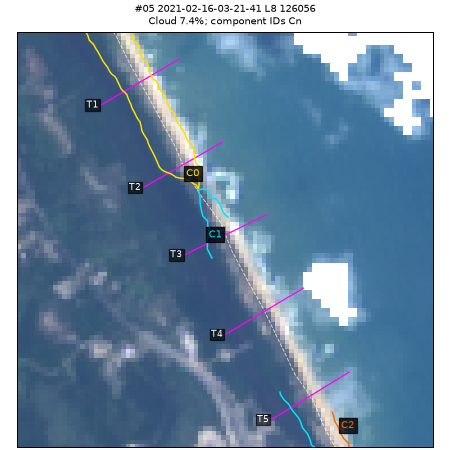 #05 2021-02-16-03-21-41 L8 126056
Cloud 7.4%; component IDs Cn
T1
C0
T2
C1
T3
T4
T5
C2